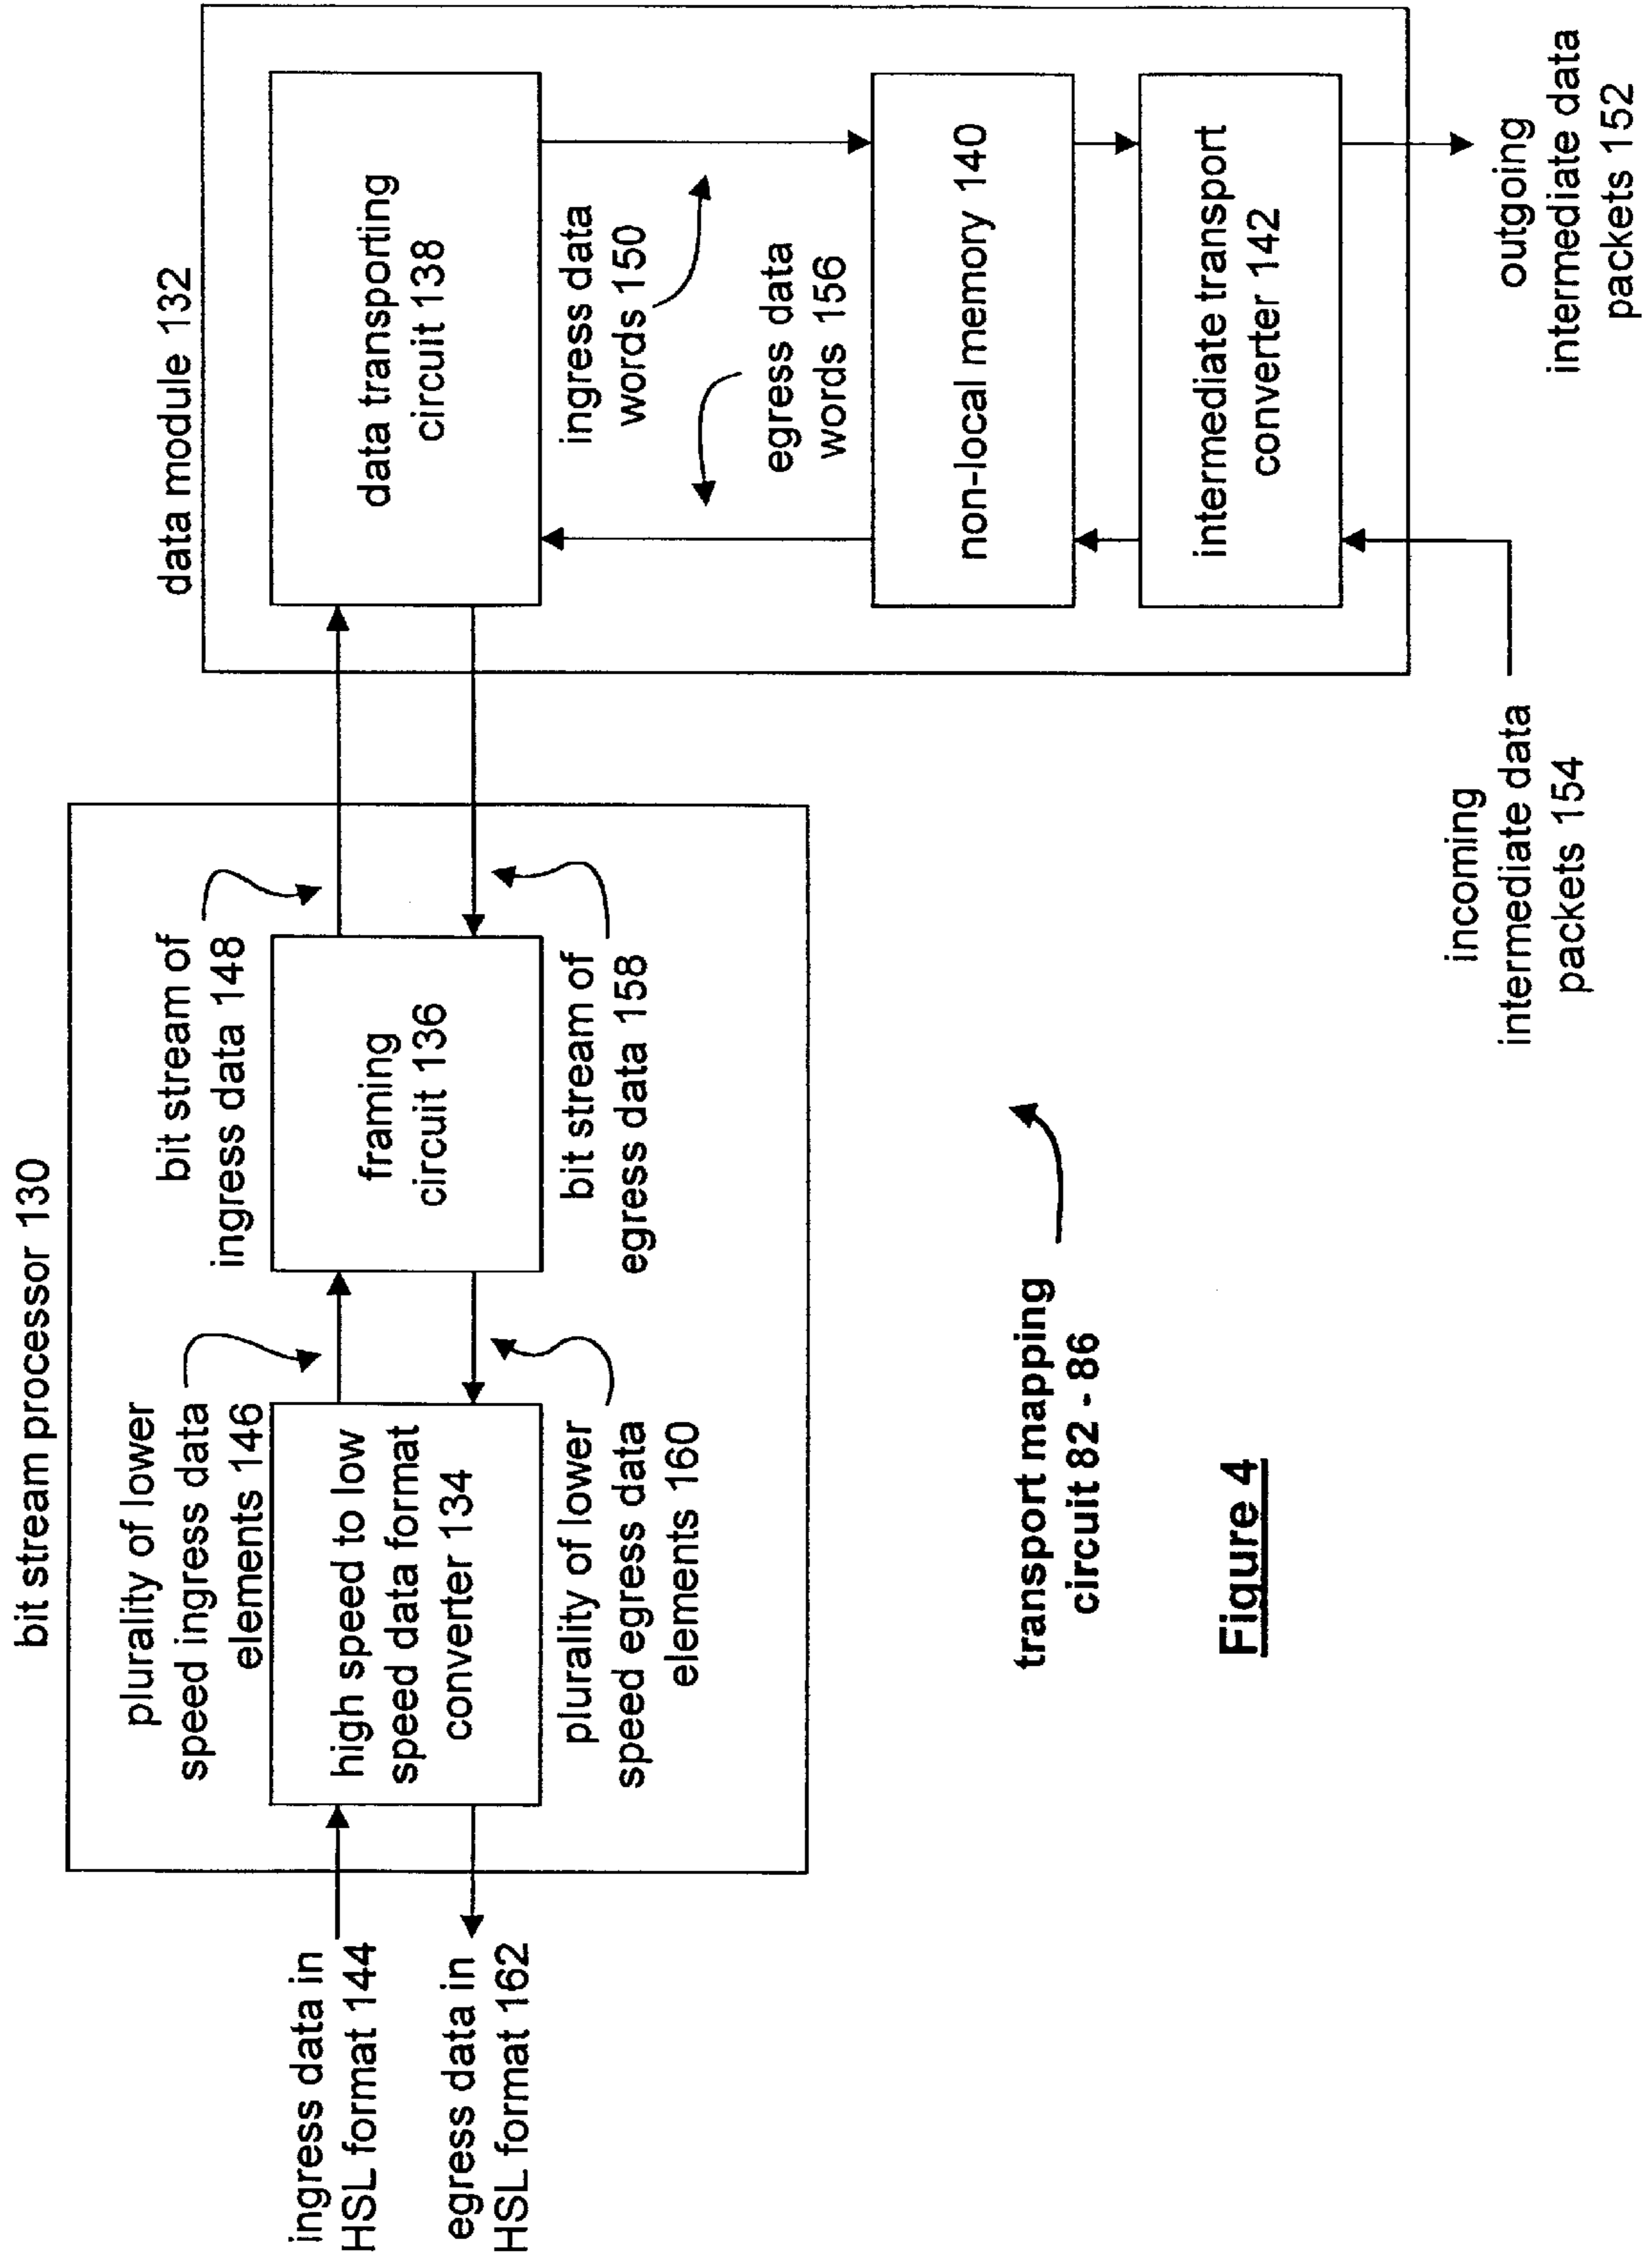 bit stream processor 130
data module 132
plurality of lower
speed ingress data
elements 146
bit stream of
ingress data 148
ingress data in
HSL format 144
egress data in
HSL format 162
high speed to low
speed data format
converter 134
framing
circuit 136
data transporting
circuit 138
plurality of lower
speed egress data
elements 160
bit stream of
egress data 158
ingress data
words 150
egress data
words 156
non-local memory 140
intermediate transport
converter 142
transport mapping
circuit 82 - 86
incoming
intermediate data
packets 154
outgoing
intermediate data
packets 152
Figure 4